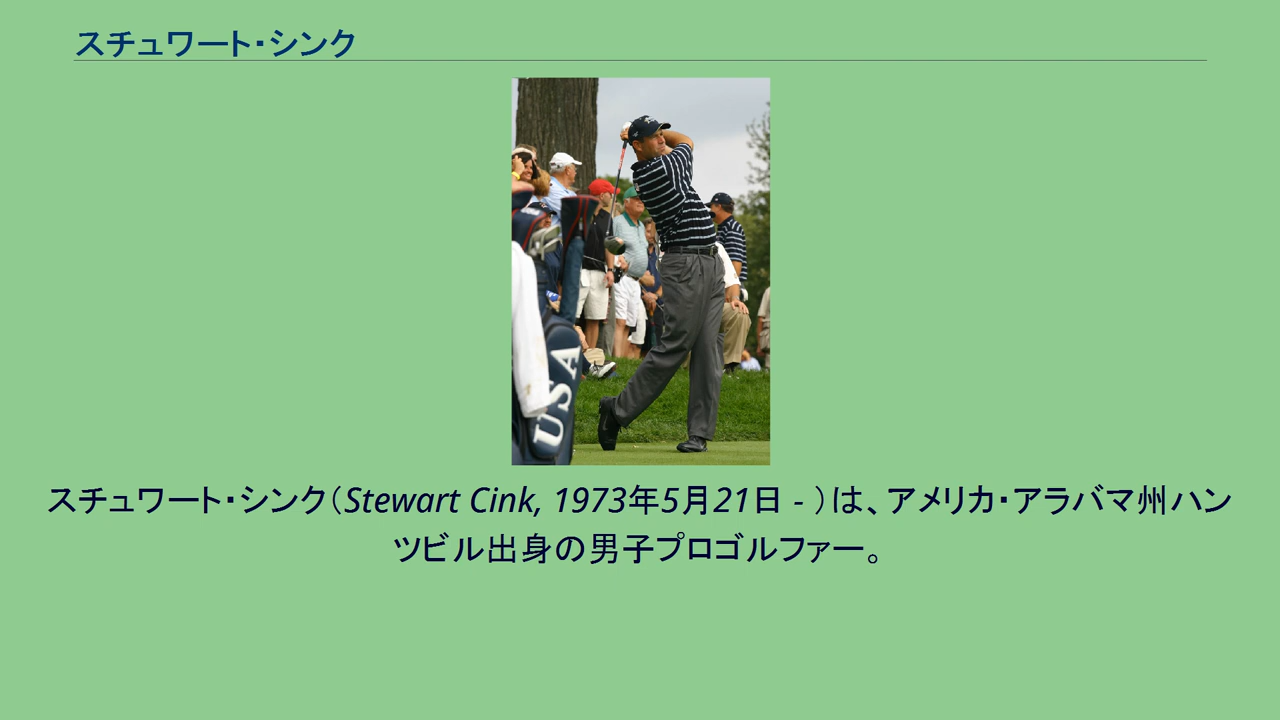 スチュワート・シンク
USA
スチュワート・シンク（Stewart Cink, 1973年5月21日 - ）は、アメリカ・アラバマ州ハン
ツビル出身の男子プロゴルファー。